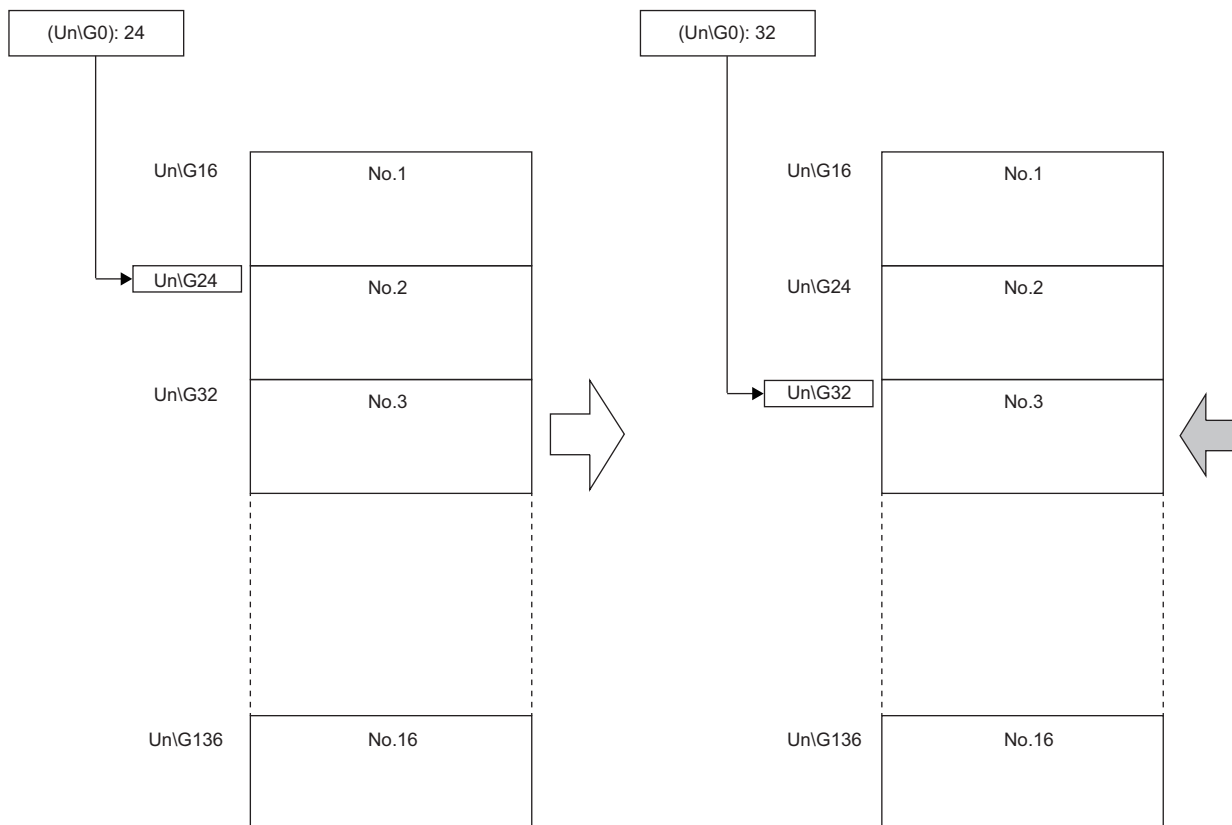 (Un\G0): 24
Un\G16
No.1
Un\G24
No.2
Un\G32
No.3
Un\G136
No.16
(Un\G0): 32
Un\G16
No.1
Un\G24
No.2
Un\G32
No.3
Un\G136
No.16